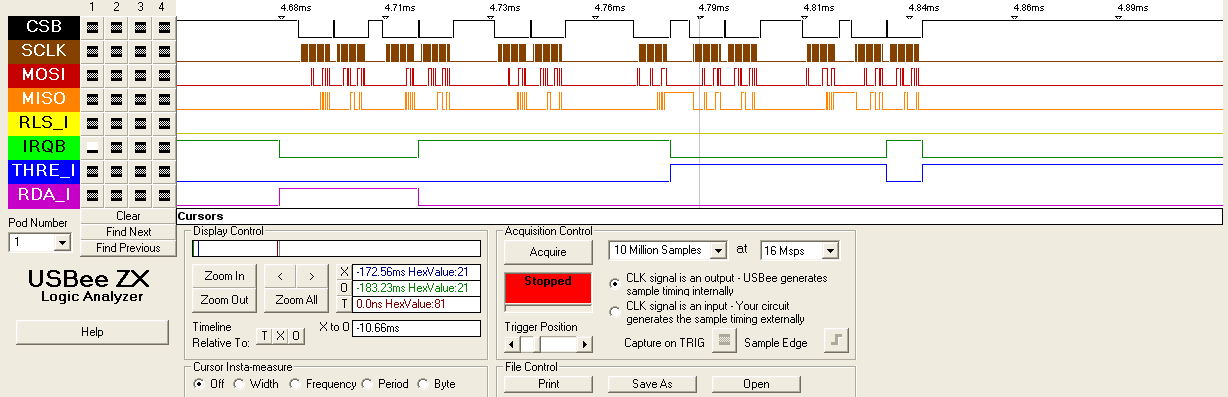 1 2 3 4
4.68ms 4.71ms 4.73ms 4.76ms 4.79ms 4.81ms 4.84ms 4.86ms 4.89ms
CSB
SCLK
MOSI
MISO
RLS_I
IRQB
THRE_I
RDA_I
Pod Number
1
Clear
Find Next
Find Previous
Cursors
USBee ZX
Logic Analyzer
Help
Display Control
Zoom In < >
Zoom Out Zoom All
X -172.56ms HexValue:21
O -183.23ms HexValue:21
T 0.0ns HexValue:81
Timeline
Relative To: T X O
X to O -10.66ms
Cursor Insta-measure
Off Width Frequency Period Byte
Acquisition Control
Acquire 10 Million Samples at 16 Msps
Stopped
CLK signal is an output - USBee generates
sample timing internally
CLK signal is an input - Your circuit
generates the sample timing externally
Trigger Position
Capture on TRIG Sample Edge
File Control
Print Save As Open